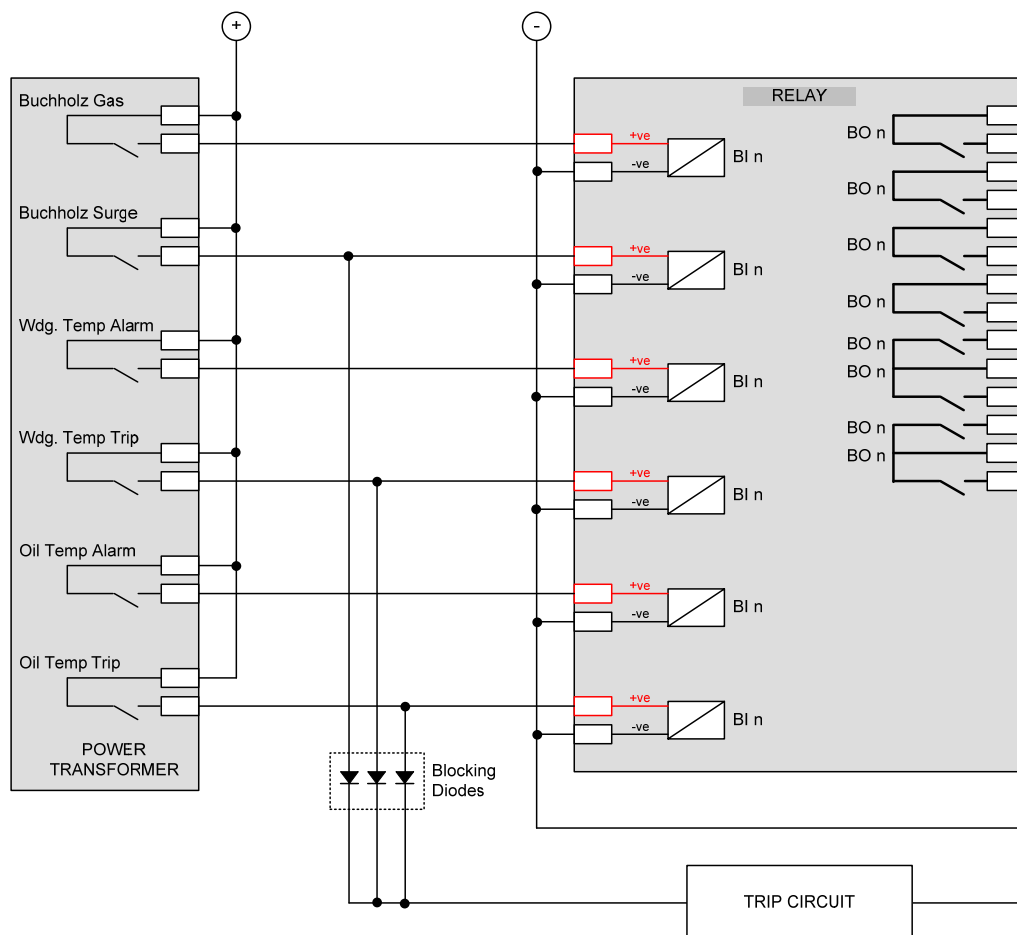 +
-
Buchholz Gas
Buchholz Surge
Wdg. Temp Alarm
Wdg. Temp Trip
Oil Temp Alarm
Oil Temp Trip
POWER
TRANSFORMER
Blocking
Diodes
RELAY
+ve
-ve
BI n
+ve
-ve
BI n
+ve
-ve
BI n
+ve
-ve
BI n
+ve
-ve
BI n
+ve
-ve
BI n
BO n
BO n
BO n
BO n
BO n
BO n
BO n
BO n
TRIP CIRCUIT